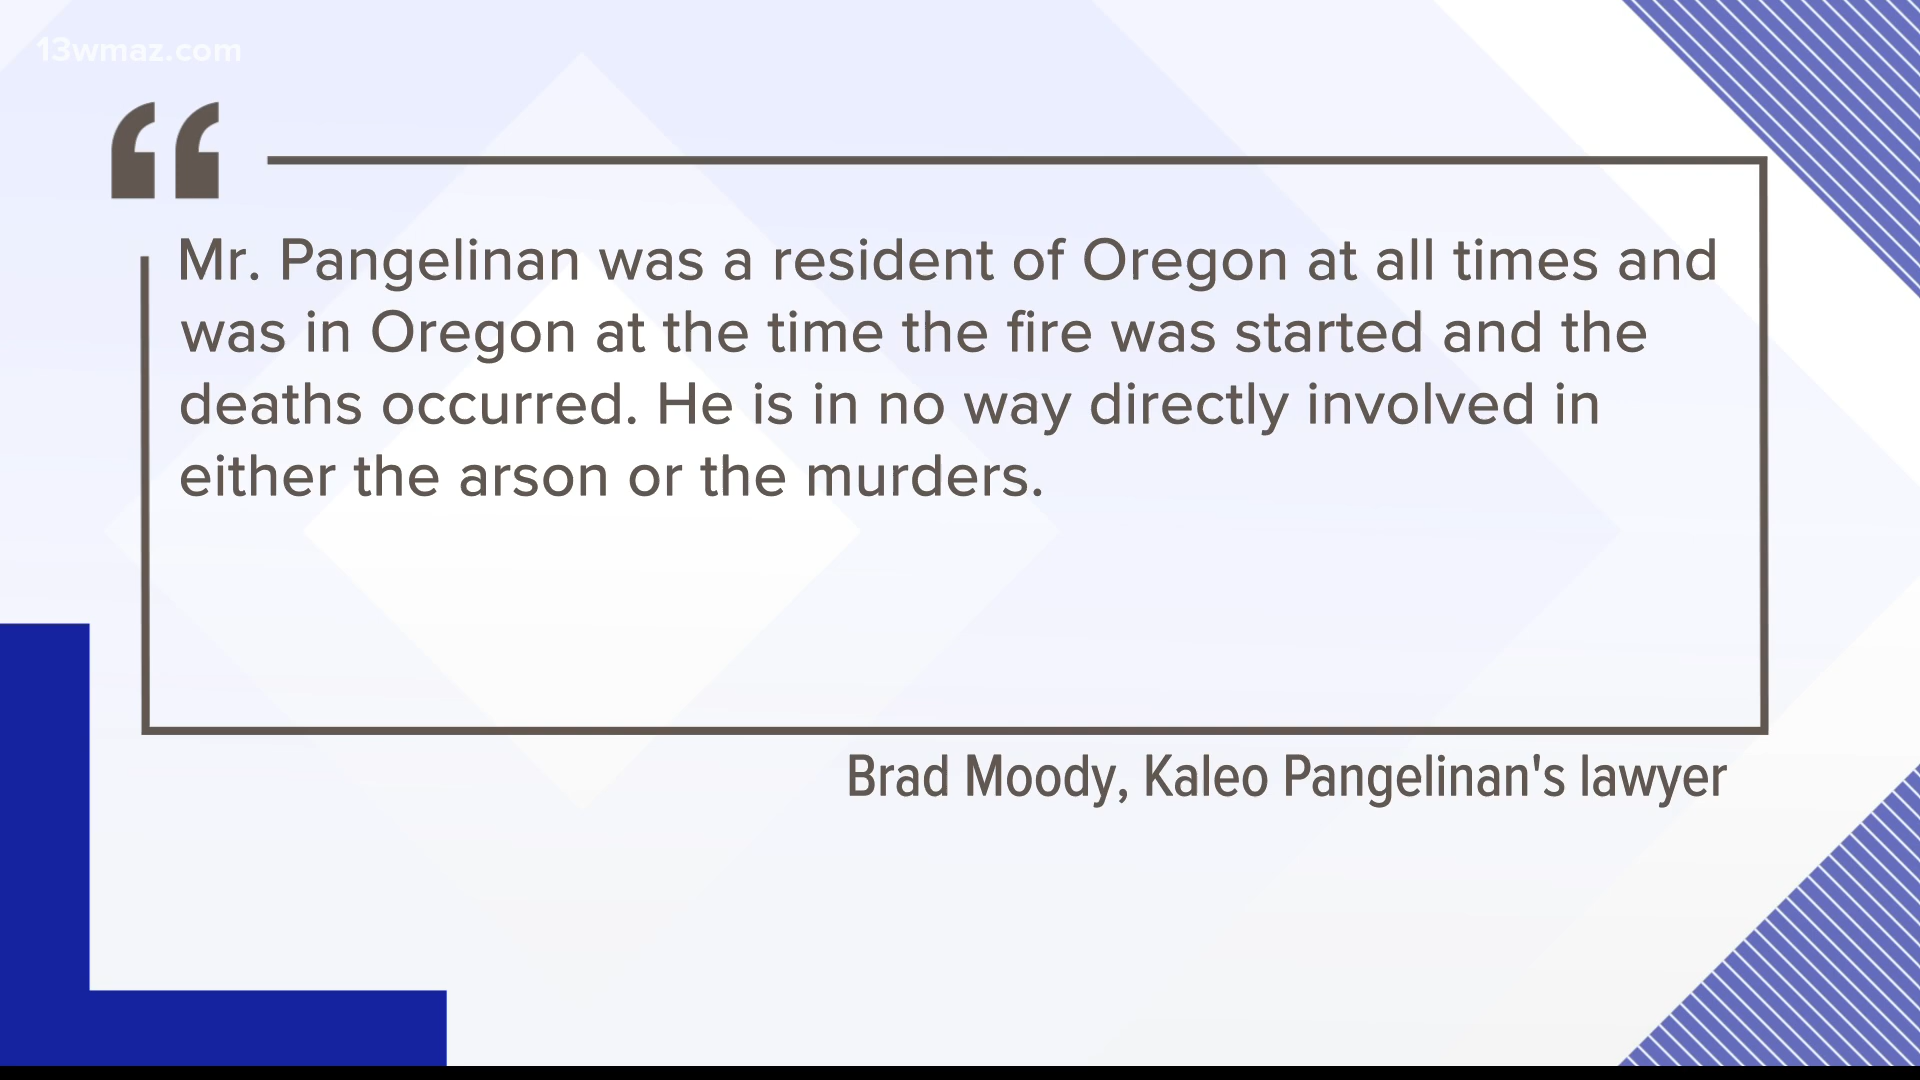 13wmaz.com
“
Mr. Pangelinan was a resident of Oregon at all times and
was in Oregon at the time the fire was started and the
deaths occurred. He is in no way directly involved in
either the arson or the murders.
Brad Moody, Kaleo Pangelinan's lawyer